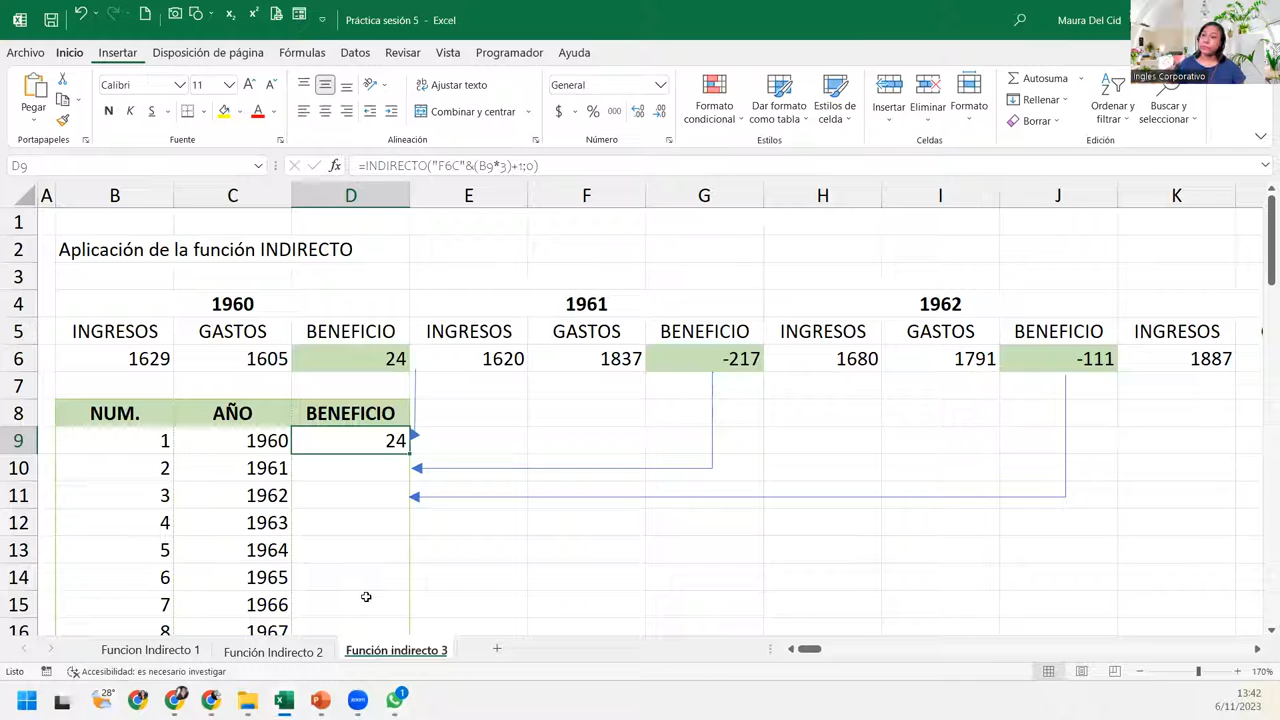 Práctica sesión 5 - Excel
Maura Del Cid
Archivo Inicio Insertar Disposición de página Fórmulas Datos Revisar Vista Programador Ayuda
Ingles Corporativo
Pegar
Calibri 11
N K S A
Ajustar texto
Combinar y centrar
General
$ % 000
Formato condicional
Dar formato como tabla
Estilos de celda
Insertar
Eliminar
Formato
Autosuma
Rellenar
Borrar
Ordenar y filtrar
Buscar y seleccionar
Portapapeles Fuente Alineación Número Estilos Celdas Edición
D9 fx =INDIRECTO("F6C"&(B9*3)+1;0)
A B C D E F G H I J K
1
2 Aplicación de la función INDIRECTO
3
4 1960 1961 1962
5 INGRESOS GASTOS BENEFICIO INGRESOS GASTOS BENEFICIO INGRESOS GASTOS BENEFICIO INGRESOS
6 1629 1605 24 1620 1837 -217 1680 1791 -111 1887
7
8 NUM. AÑO BENEFICIO
9 1 1960 24
10 2 1961
11 3 1962
12 4 1963
13 5 1964
14 6 1965
15 7 1966
16 8 1967
Funcion Indirecto 1 Función Indirecto 2 Función indirecto 3
Listo Accesibilidad: es necesario investigar 170%
28°
zoom
1
13:42
6/11/2023